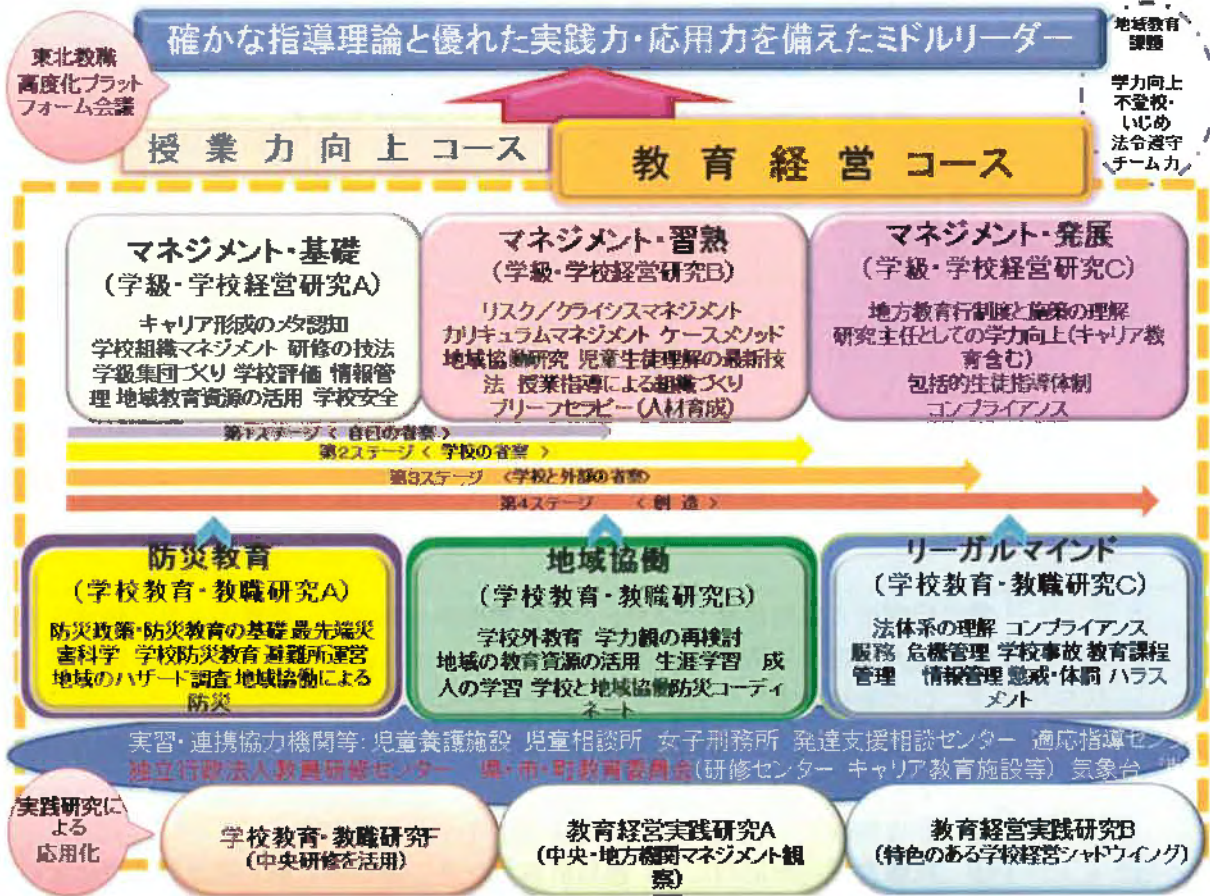 確かな指導理論と優れた実践力・応用力を備えたミドルリーダー
東北教職
高度化プラット
フォーム会議
地域教育
課題
学力向上
不登校・
いじめ
法令遵守
チーム力
授業力向上コース
教育経営コース
マネジメント・基礎
(学級・学校経営研究A)
キャリア形成のメタ認知
学校組織マネジメント 研修の技法
学級集団づくり 学校評価 情報管
理 地域教育資源の活用 学校安全
マネジメント・習熟
(学級・学校経営研究B)
リスク/クライシスマネジメント
カリキュラムマネジメント ケースメソッド
地域協働研究 児童生徒理解の最新技
法 授業指導による組織づくり
ブリーフセラピー(人材育成)
マネジメント・発展
(学級・学校経営研究C)
地方教育行制度と施策の理解
研究主任としての学力向上(キャリア教
育含む)
包括的生徒指導体制
コンプライアンス
第1ステージ < 自己の省察 >
第2ステージ < 学校の省察 >
第3ステージ <学校と外部の省察>
第4ステージ < 創 造 >
防災教育
(学校教育・教職研究A)
防災政策・防災教育の基礎 最先端災
害科学 学校防災教育 避難所運営
地域のハザード調査 地域協働による
防災
地域協働
(学校教育・教職研究B)
学校外教育 学力観の再検討
地域の教育資源の活用 生涯学習 成
人の学習 学校と地域協働防災コーディ
ネート
リーガルマインド
(学校教育・教職研究C)
法体系の理解 コンプライアンス
服務 危機管理 学校事故 教育課程
管理 情報管理 懲戒・体罰 ハラス
メント
実習・連携協力機関等: 児童養護施設 児童相談所 女子刑務所 発達支援相談センター 適応指導セン
独立行政法人教員研修センター 県・市・町教育委員会(研修センター キャリア教育施設等) 気象台
実践研究に
よる
応用化
学校教育・教職研究F
(中央研修を活用)
教育経営実践研究A
(中央・地方機関マネジメント観
察)
教育経営実践研究B
(特色のある学校経営シャドウイング)